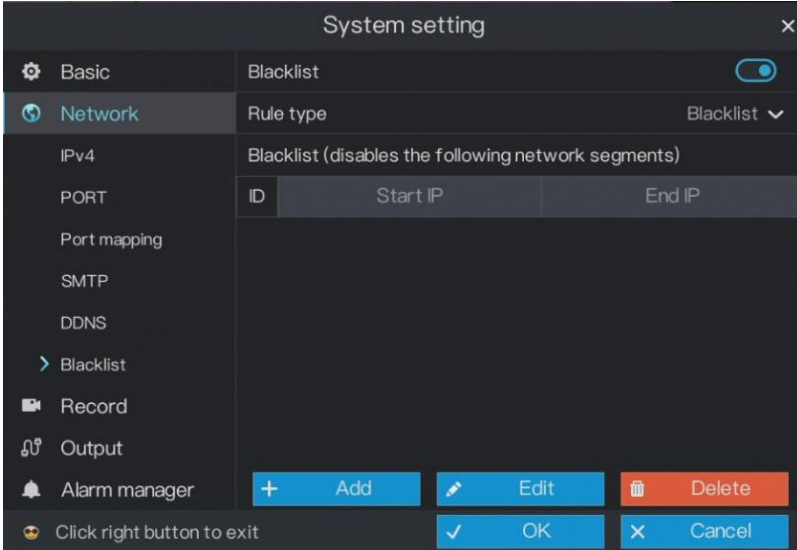 System setting
Basic
Network
IPv4
PORT
Port mapping
SMTP
DDNS
Blacklist
Record
Output
Alarm manager
Blacklist
Rule type Blacklist
Blacklist (disables the following network segments)
ID Start IP End IP
Add Edit Delete
Click right button to exit
OK Cancel